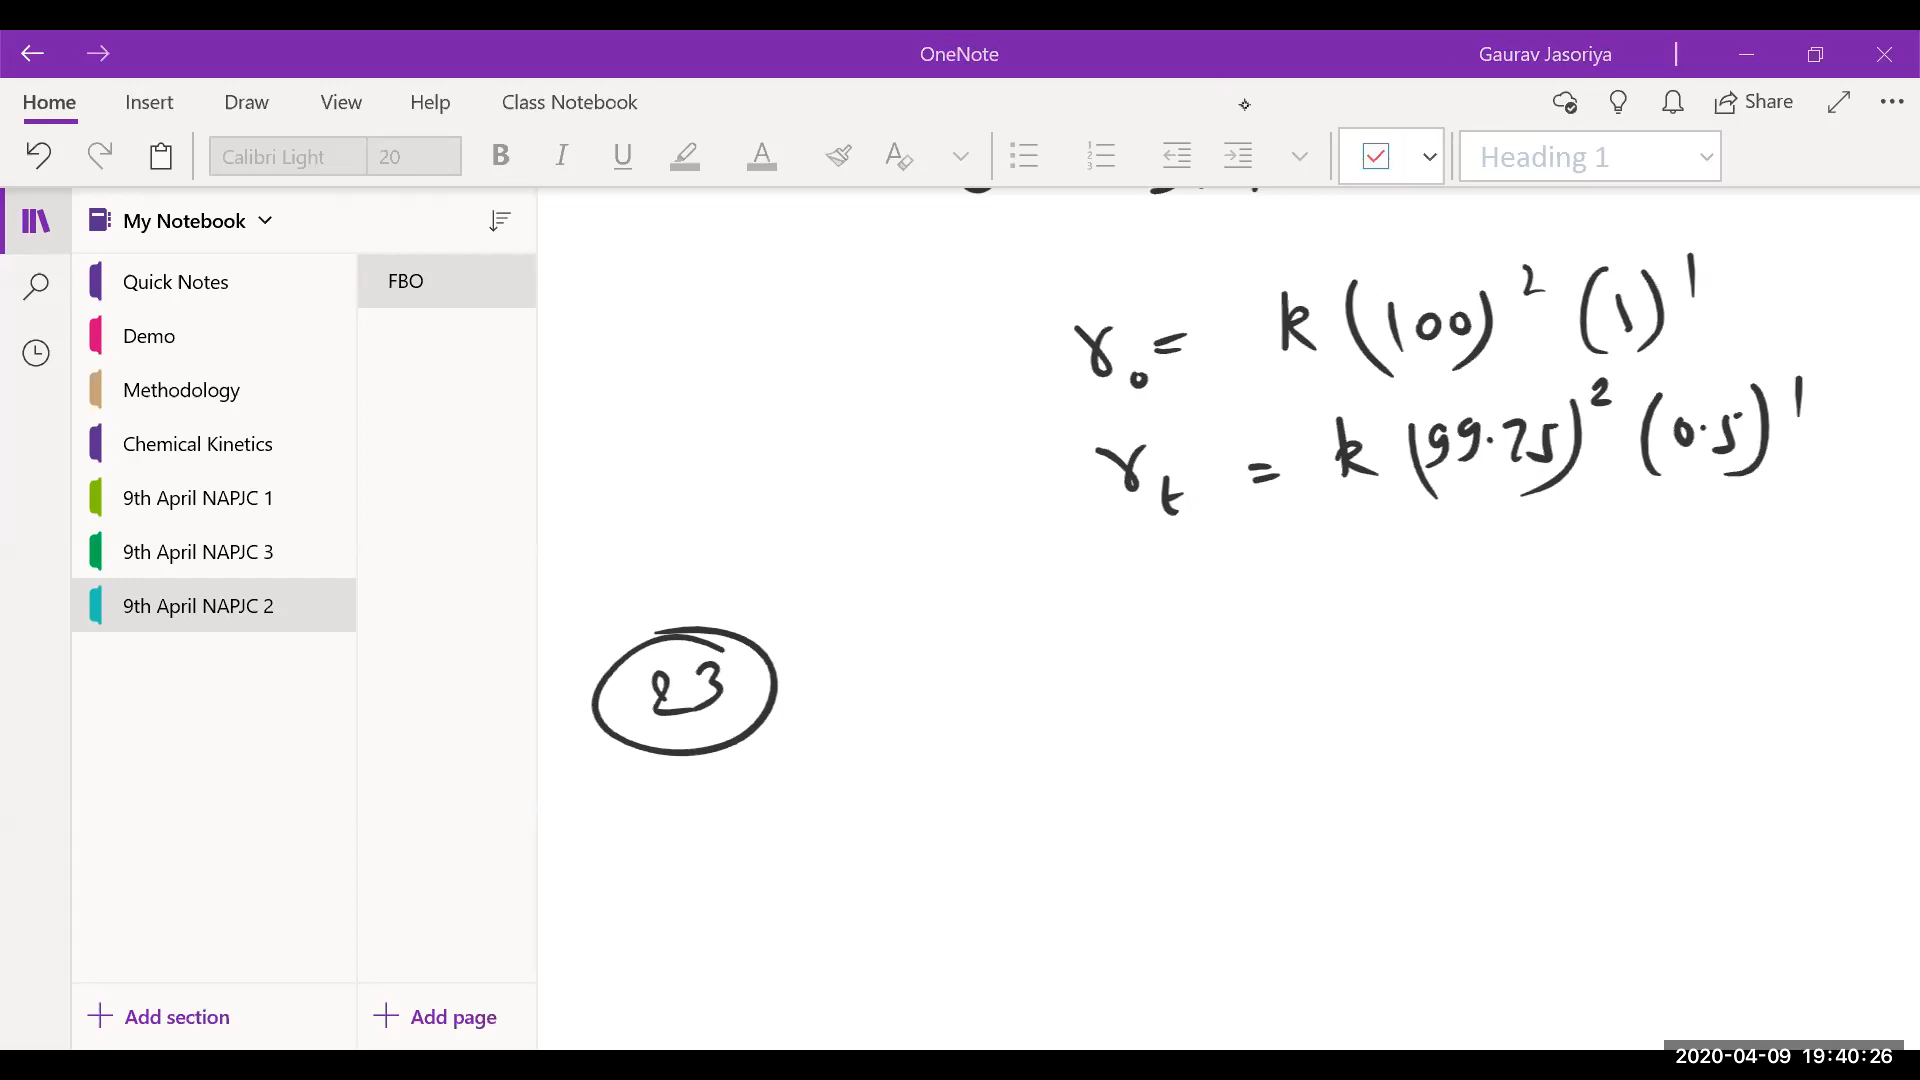 OneNote
Gaurav Jasoriya
Home Insert Draw View Help Class Notebook
Share
Calibri Light 20 B I U A A Heading 1
My Notebook
Quick Notes
FBO
Demo
Methodology
Chemical Kinetics
9th April NAPJC 1
9th April NAPJC 3
9th April NAPJC 2
r₀ = k (100)² (1)¹
rₜ = k (99.75)² (0.5)¹
23
Add section
Add page
2020-04-09 19:40:26